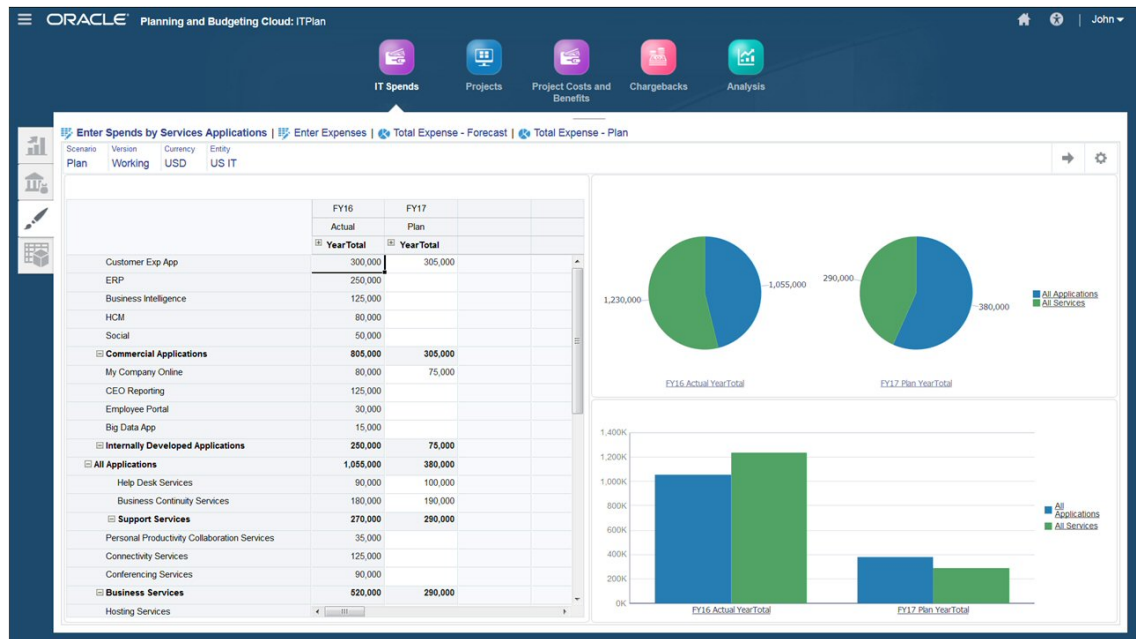 ORACLE Planning and Budgeting Cloud: ITPlan John
IT Spends Projects Project Costs and Benefits Chargebacks Analysis
Enter Spends by Services Applications | Enter Expenses | Total Expense - Forecast | Total Expense - Plan
Scenario Version Currency Entity
Plan Working USD US IT
FY16 FY17
Actual Plan
YearTotal YearTotal
Customer Exp App 300,000 305,000
ERP 250,000
Business Intelligence 125,000
HCM 80,000
Social 50,000
Commercial Applications 805,000 305,000
My Company Online 80,000 75,000
CEO Reporting 125,000
Employee Portal 30,000
Big Data App 15,000
Internally Developed Applications 250,000 75,000
All Applications 1,055,000 380,000
Help Desk Services 90,000 100,000
Business Continuity Services 180,000 190,000
Support Services 270,000 290,000
Personal Productivity Collaboration Services 35,000
Connectivity Services 125,000
Conferencing Services 90,000
Business Services 520,000 290,000
Hosting Services
1,230,000 1,055,000 290,000 380,000
All Applications
All Services
FY16 Actual YearTotal FY17 Plan YearTotal
1,400K
1,200K
1,000K
800K
600K
400K
200K
0K
All
Applications
All Services
FY16 Actual YearTotal FY17 Plan YearTotal